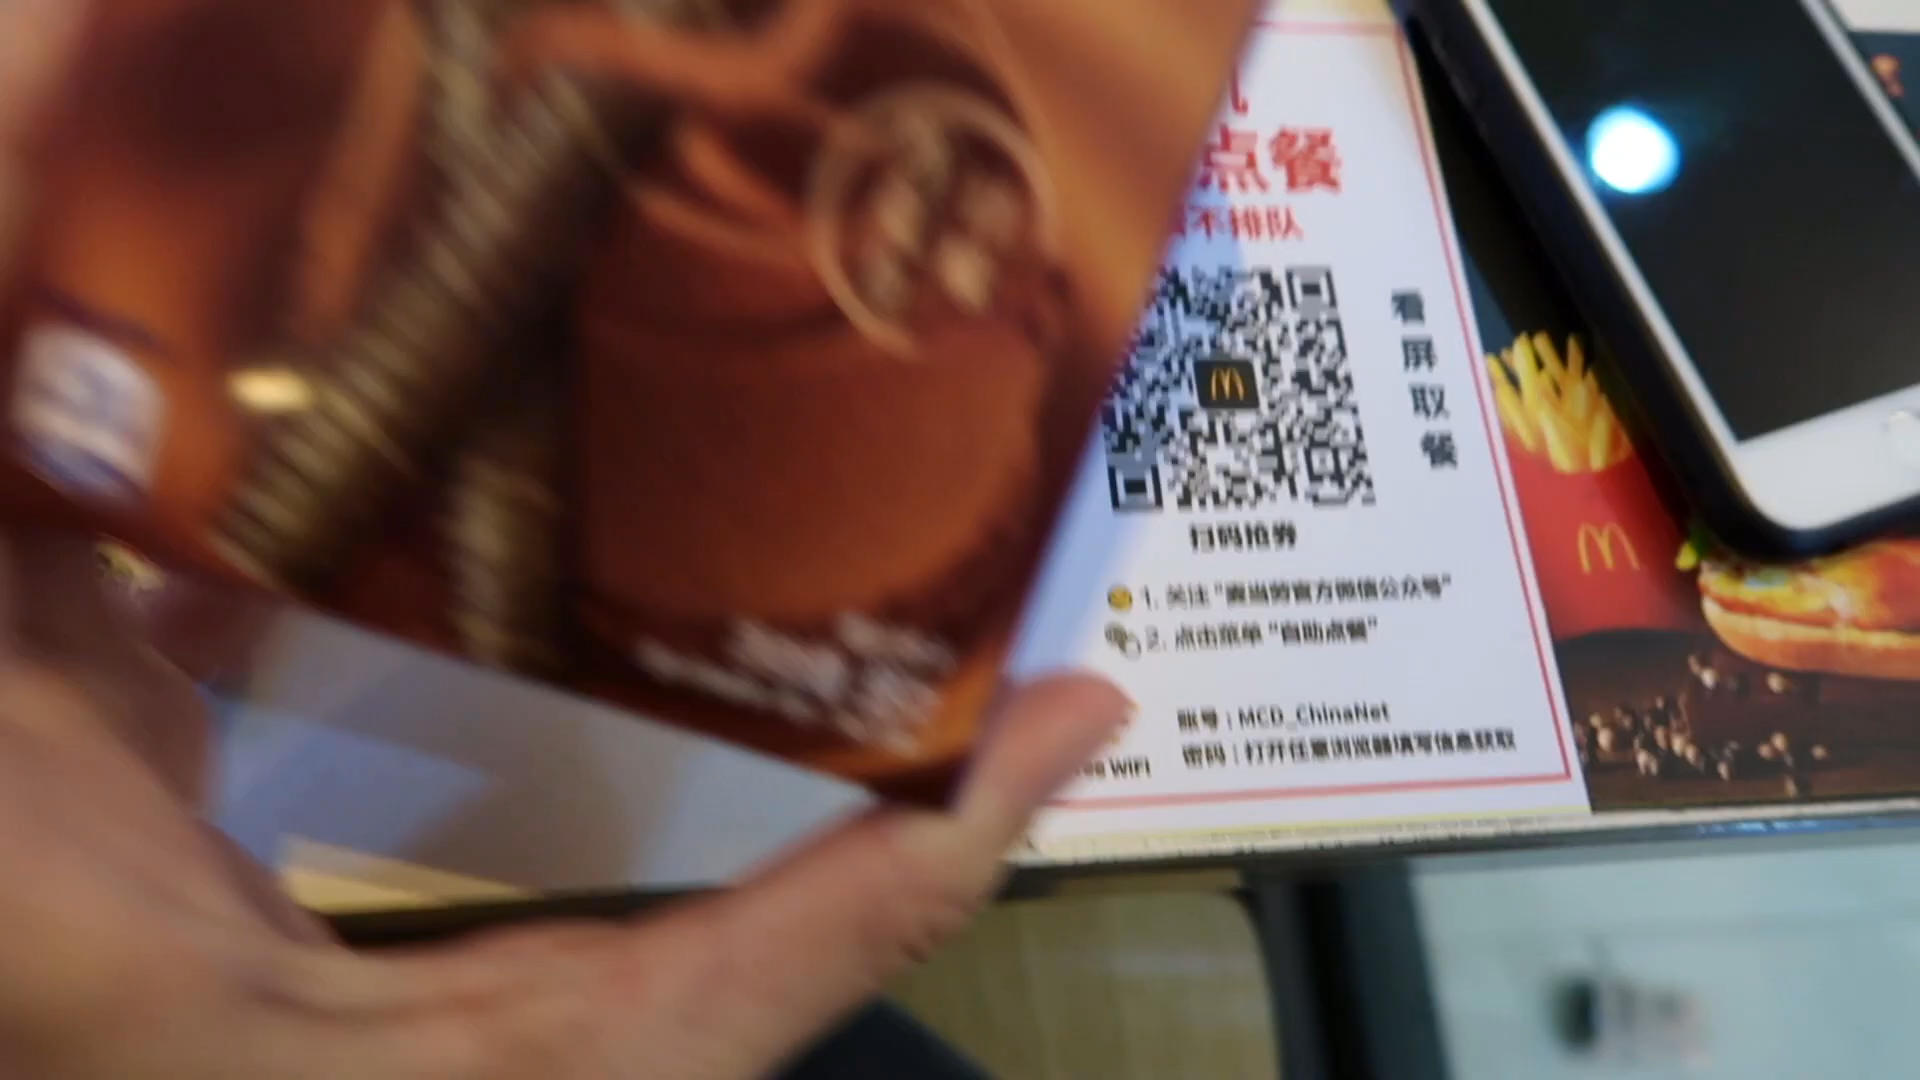 点餐
不排队
看屏取餐
扫码抢券
1. 关注“麦当劳官方微信公众号”
2. 点击菜单“自助点餐”
账号：MCD_ChinaNet
密码：打开任意浏览器填写信息获取
WiFi